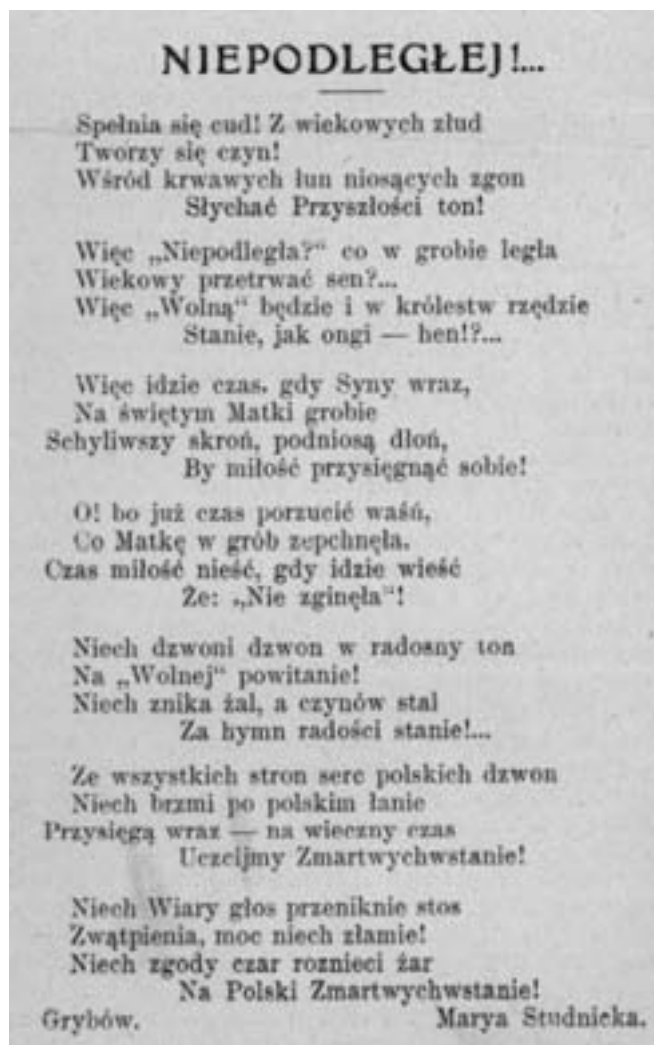 NIEPODLEGŁEJ!...
Spełnia się cud! Z wiekowych złud
Tworzy się czyn!
Wśród krwawych łun niosących zgon
Słychać Przyszłości ton!
Więc „Niepodległa?“ co w grobie legła
Wiekowy przetrwać sen?...
Więc „Wolną“ będzie i w królestw rzędzie
Stanie, jak ongi — hen!?...
Więc idzie czas. gdy Syny wraz,
Na świętym Matki grobie
Schyliwszy skroń, podniosą dłoń,
By miłość przysięgnąć sobie!
O! bo już czas porzucić waśń,
Co Matkę w grób zepchnęła.
Czas miłość nieść, gdy idzie wieść
Że: „Nie zginęła“!
Niech dzwoni dzwon w radosny ton
Na „Wolnej“ powitanie!
Niech znika żal, a czynów stal
Za hymn radości stanie!...
Ze wszystkich stron serc polskich dzwon
Niech brzmi po polskim łanie
Przysięgą wraz — na wieczny czas
Uczcijmy Zmartwychwstanie!
Niech Wiary głos przeniknie stos
Zwątpienia, moc niech złamie!
Niech zgody czar roznieci żar
Na Polski Zmartwychwstanie!
Grybów. Marya Studnicka.